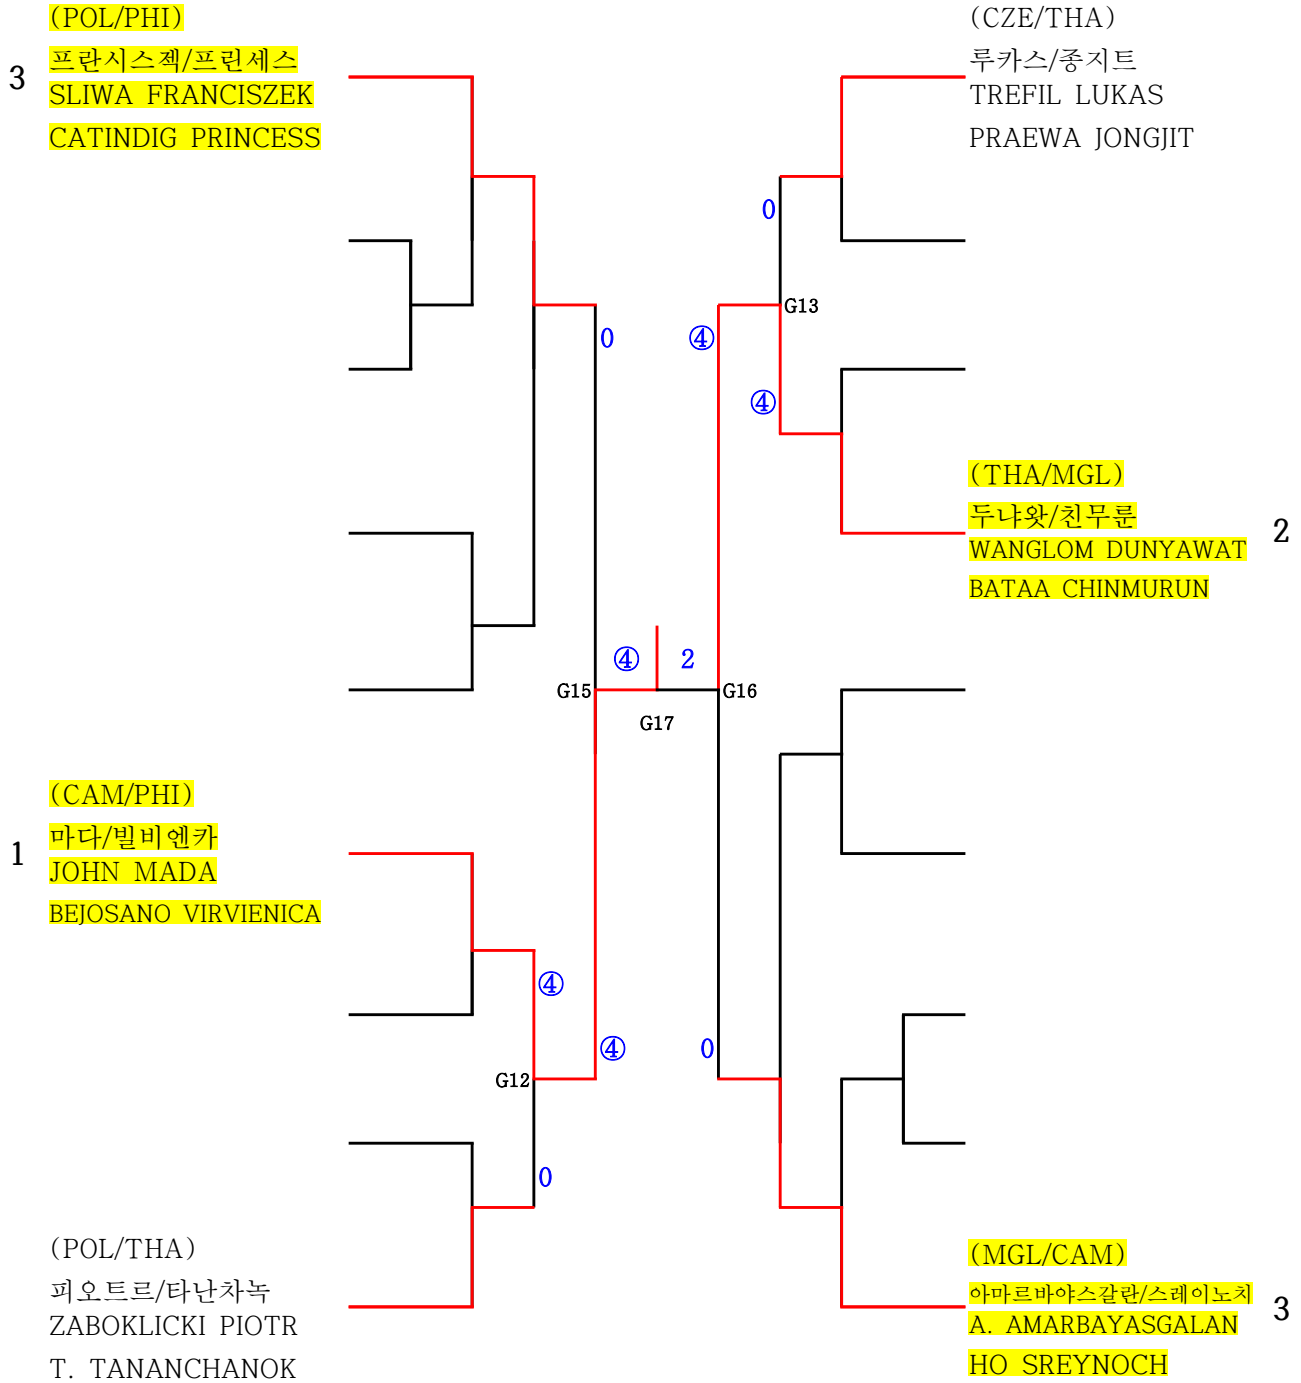 (POL/PHI)
3
프란시스젝/프린세스
SLIWA FRANCISZEK
CATINDIG PRINCESS
(CZE/THA)
루카스/종지트
TREFIL LUKAS
PRAEWA JONGJIT
0
G13
0
④
④
(THA/MGL)
두냐왓/친무룬
WANGLOM DUNYAWAT
BATAA CHINMURUN
2
④
2
G15
G16
G17
(CAM/PHI)
1
마다/빌비엔카
JOHN MADA
BEJOSANO VIRVIENICA
④
④
0
G12
0
(POL/THA)
피오트르/타난차녹
ZABOKLICKI PIOTR
T. TANANCHANOK
(MGL/CAM)
아마르바야스갈란/스레이노치
A. AMARBAYASGALAN
HO SREYNOCH
3